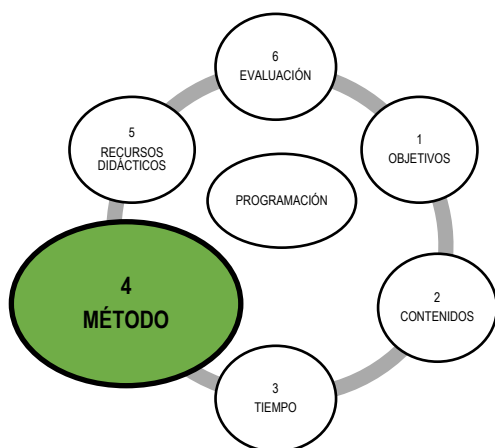 6
EVALUACIÓN
5
RECURSOS
DIDÁCTICOS
1
OBJETIVOS
PROGRAMACIÓN
4
MÉTODO
2
CONTENIDOS
3
TIEMPO